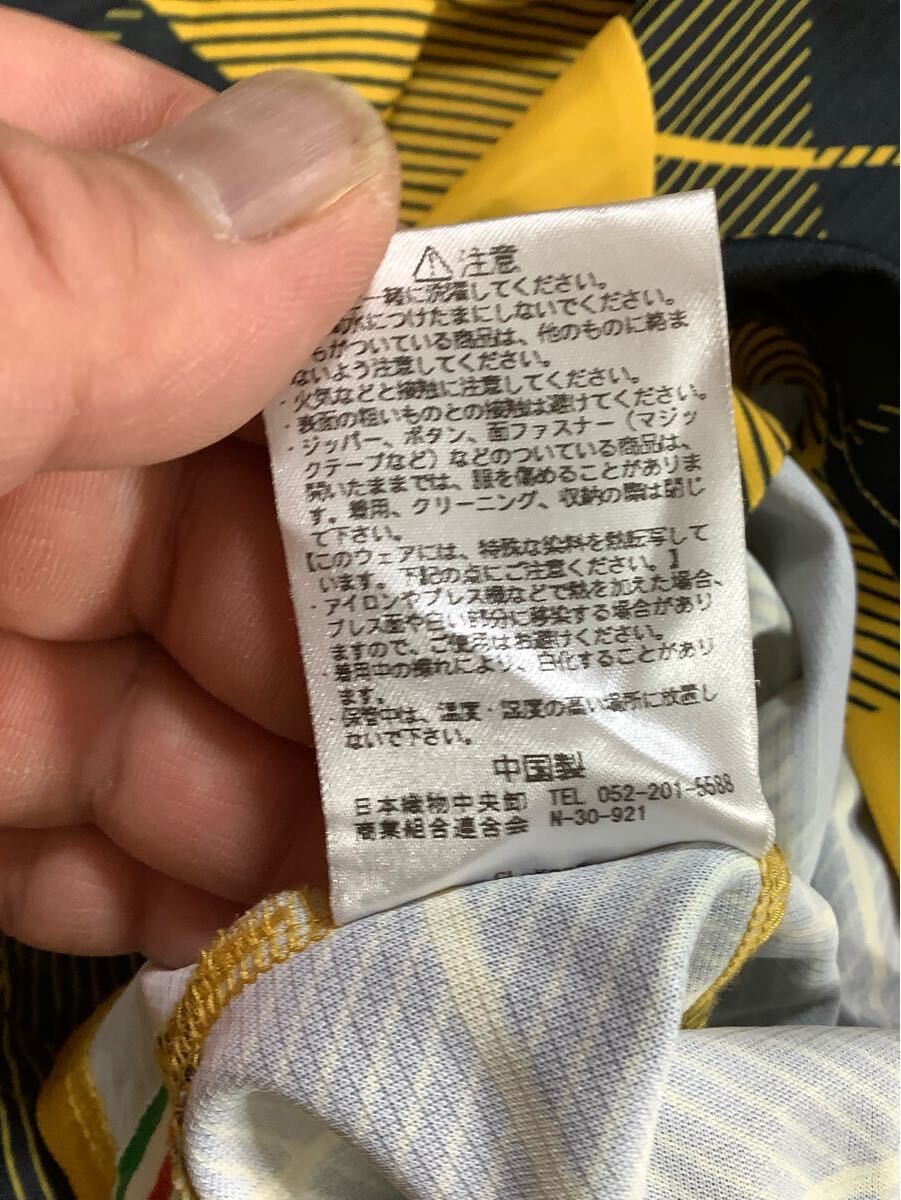 ⚠注意
一緒に洗濯してください。
水につけたままにしないでください。
がついている商品は、他のものに絡ま
ないよう注意してください。
・火気などと接触に注意してください。
・表面の粗いものとの接触は避けてください。
・ジッパー、ボタン、面ファスナー(マジッ
クテープなど)などのついている商品は、
開いたままでは、服を傷めることがありま
す。着用、クリーニング、収納の際は閉じ
て下さい。
【このウェアには、特殊な染料を熱転写して
います。下記の点にご注意ください。】
・アイロンやプレス機などで熱を加えた場合、
プレス面や白い部分に移染する場合があり
ますので、ご使用はお避けください。
・着用中の擦れにより、白化することがあり
ます。
・保管中は、温度・湿度の高い場所に放置し
ないで下さい。
中国製
日本織物中央卸 TEL 052-201-5588
商業組合連合会 N-30-921